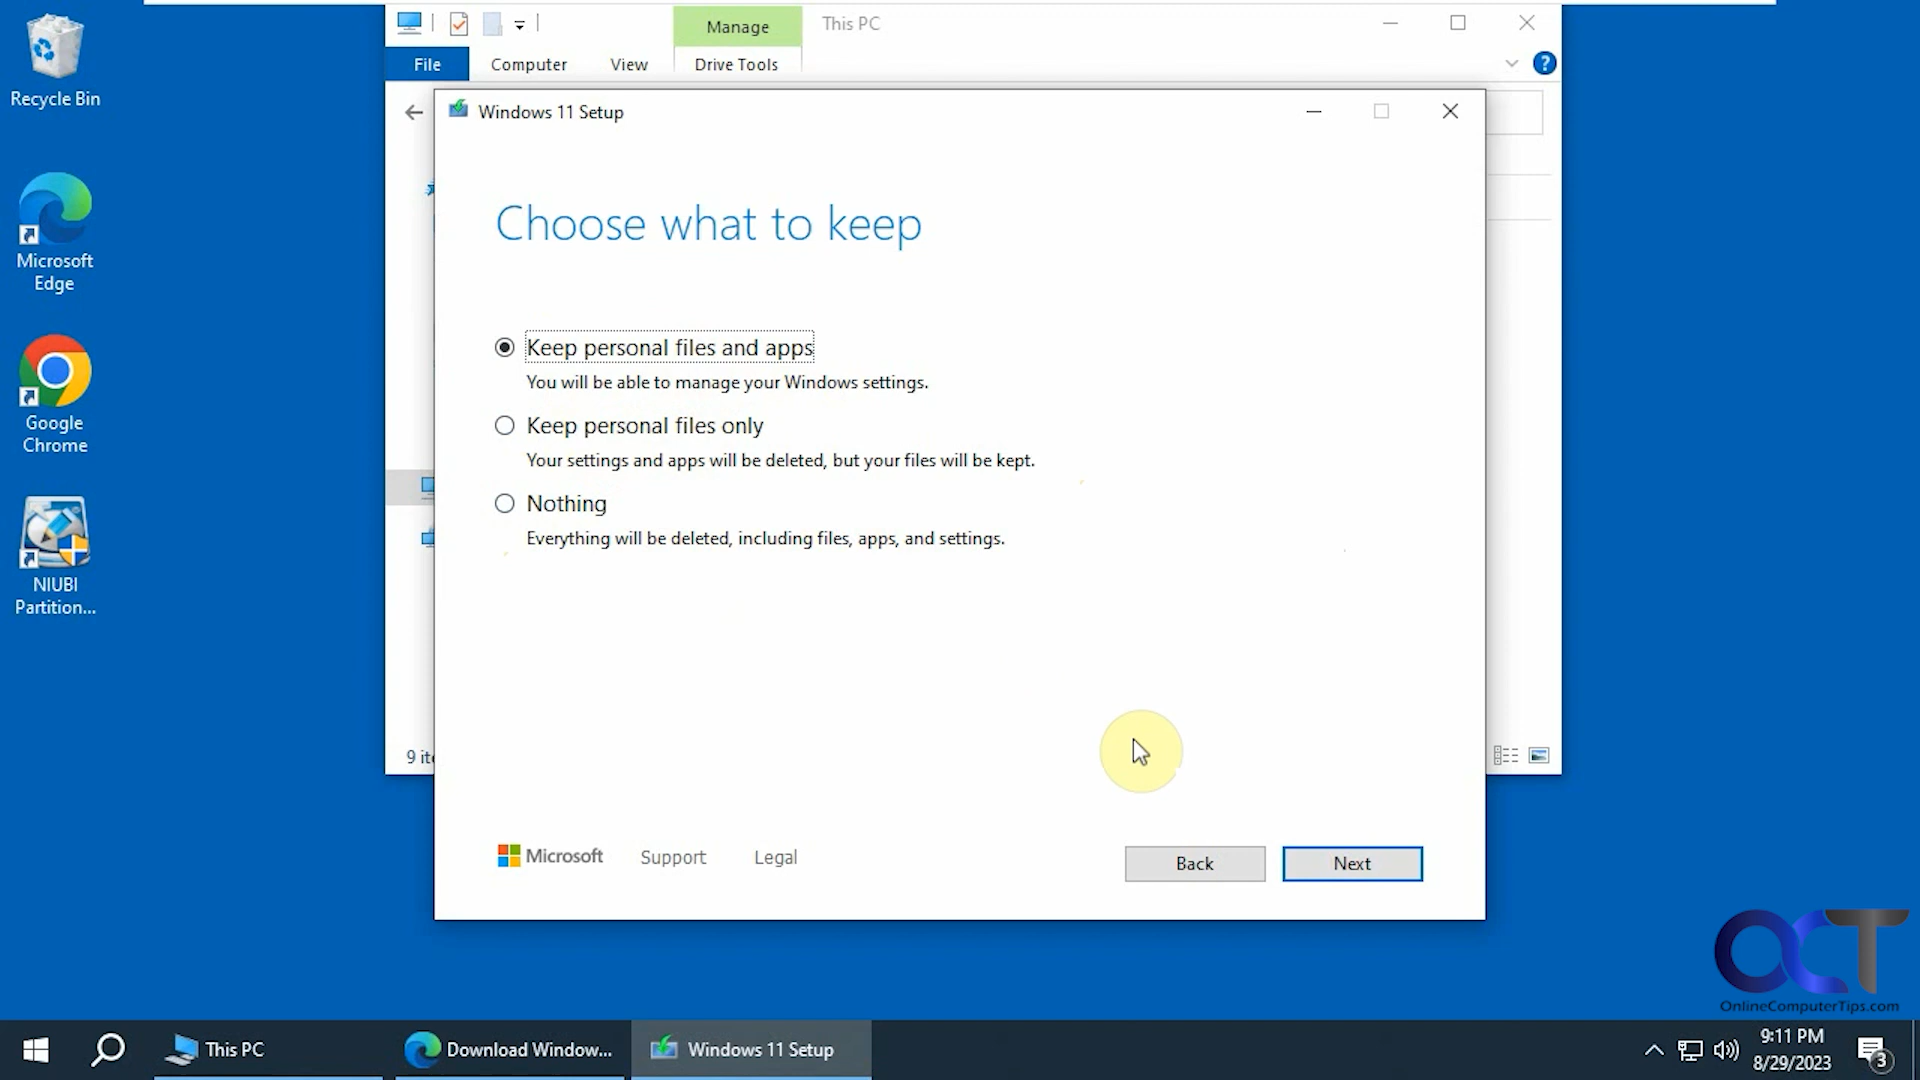 Recycle Bin
Microsoft
Edge
Google
Chrome
NIUBI
Partition...
Manage
This PC
File
Computer
View
Drive Tools
?
Windows 11 Setup
Choose what to keep
Keep personal files and apps
You will be able to manage your Windows settings.
Keep personal files only
Your settings and apps will be deleted, but your files will be kept.
Nothing
Everything will be deleted, including files, apps, and settings.
9 ite
Microsoft
Support
Legal
Back
Next
OCT
OnlineComputerTips.com
This PC
Download Window...
Windows 11 Setup
9:11 PM
8/29/2023
3